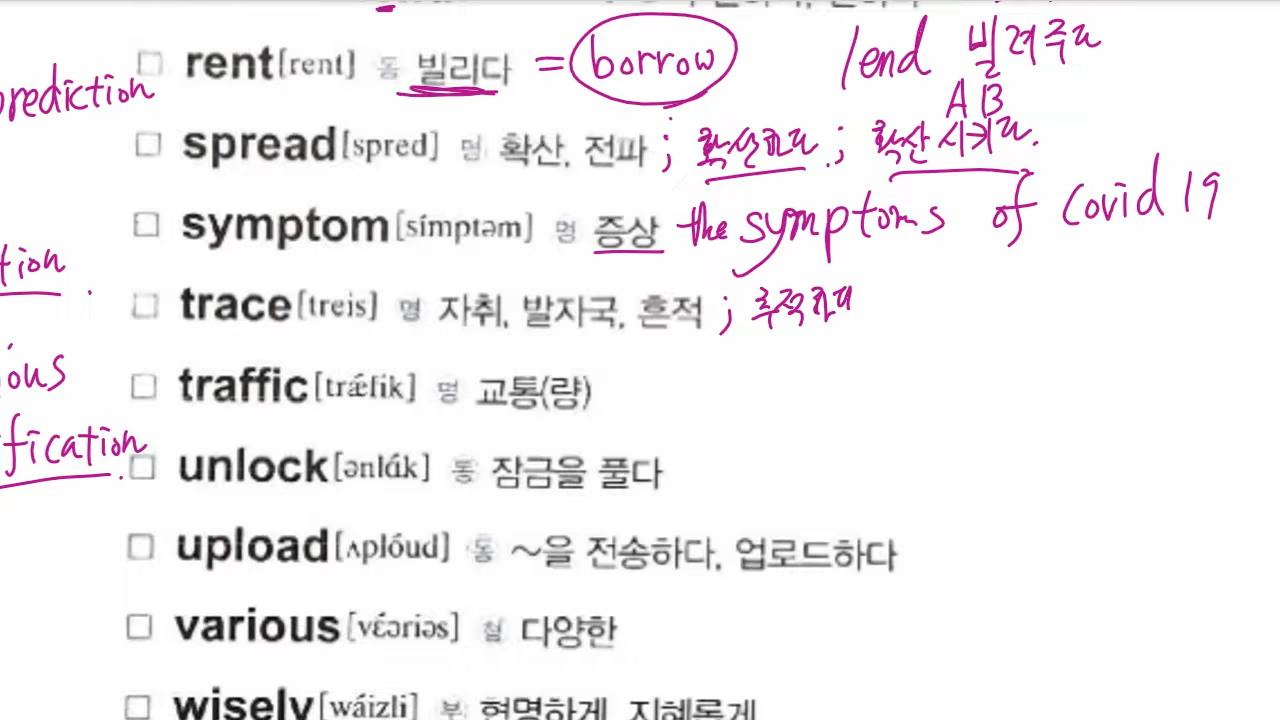 rent[rent] 동 빌리다 = borrow lend 빌려주다
prediction A B
spread[spred] 명 확산, 전파 ; 확산하다. ; 확산시키다.
symptom[símptəm] 명 증상 the symptoms of Covid 19
tion
trace[treis] 명 자취, 발자국, 흔적 ; 추적하다
ious
traffic[trǽfik] 명 교통(량)
fication
unlock[ənlák] 동 잠금을 풀다
upload[ʌplóud] 동 ~을 전송하다, 업로드하다
various[vέəriəs] 형 다양한
wisely[wáizli] 부 현명하게, 지혜롭게